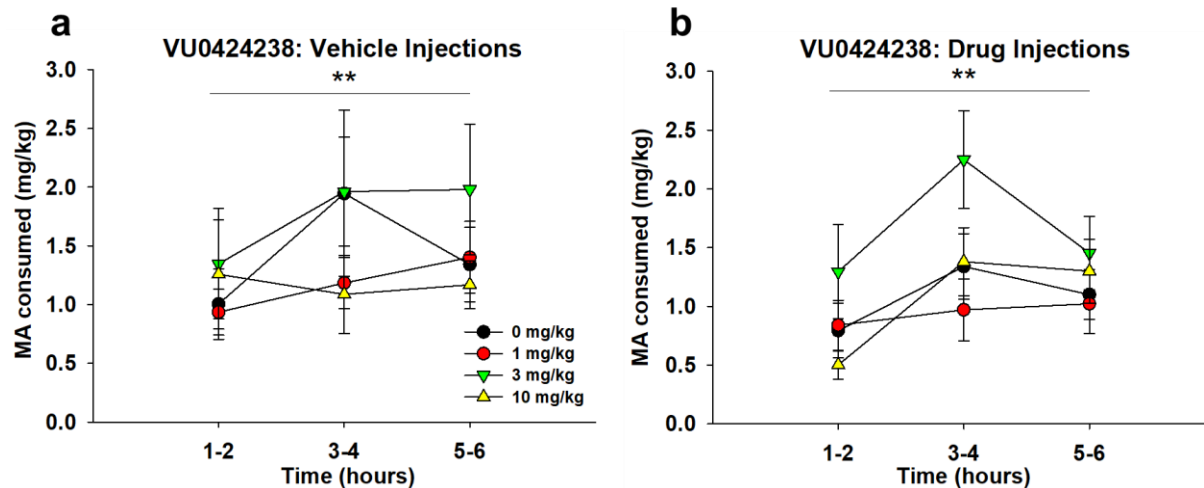 a
VU0424238: Vehicle Injections
**
MA consumed (mg/kg)
3.0
2.5
2.0
1.5
1.0
0.5
0.0
0 mg/kg
1 mg/kg
3 mg/kg
10 mg/kg
1-2
3-4
5-6
Time (hours)
b
VU0424238: Drug Injections
**
MA consumed (mg/kg)
3.0
2.5
2.0
1.5
1.0
0.5
0.0
1-2
3-4
5-6
Time (hours)